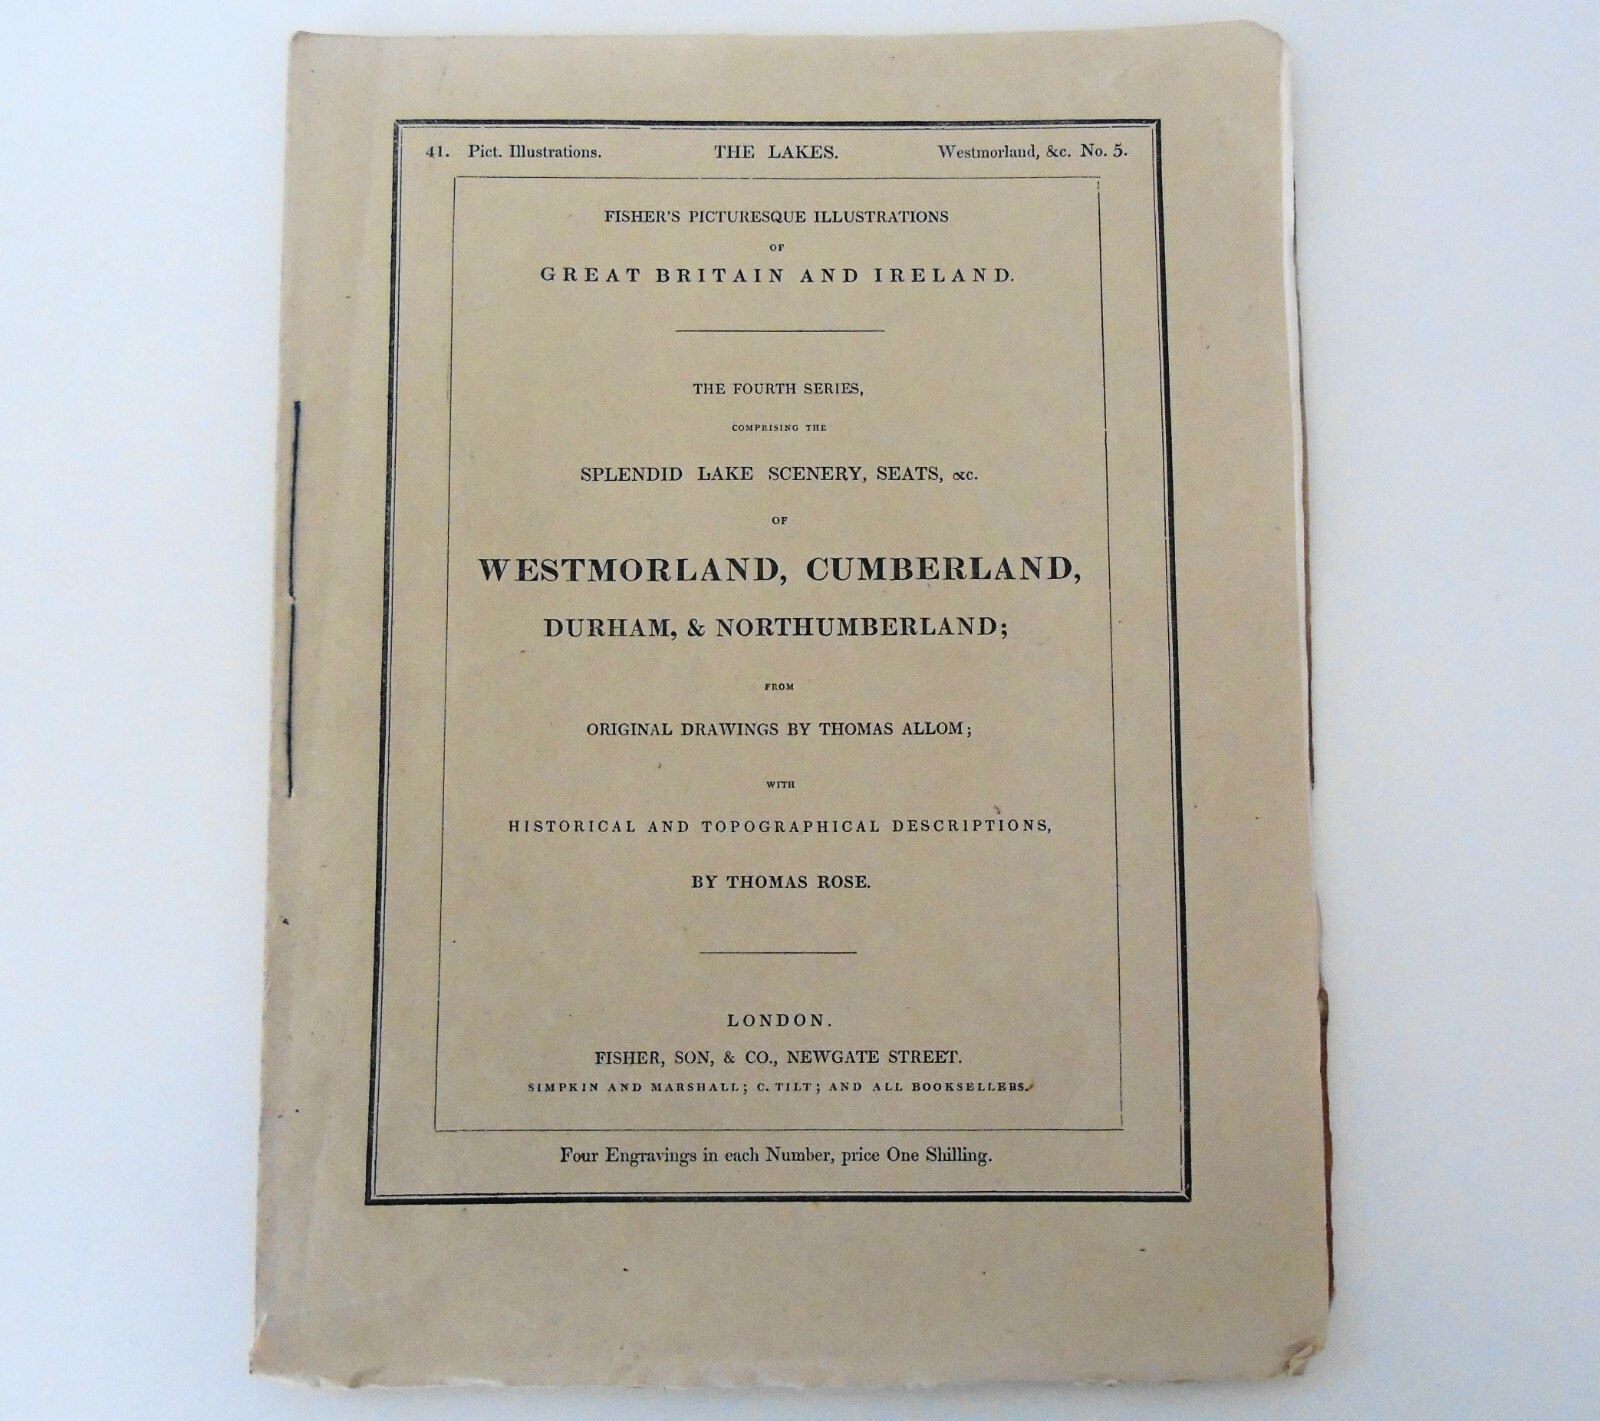 41. Pict. Illustrations. THE LAKES. Westmorland, &c. No. 5.
FISHER'S PICTURESQUE ILLUSTRATIONS
OF
GREAT BRITAIN AND IRELAND.
THE FOURTH SERIES,
COMPRISING THE
SPLENDID LAKE SCENERY, SEATS, &c.
OF
WESTMORLAND, CUMBERLAND,
DURHAM, & NORTHUMBERLAND;
FROM
ORIGINAL DRAWINGS BY THOMAS ALLOM;
WITH
HISTORICAL AND TOPOGRAPHICAL DESCRIPTIONS,
BY THOMAS ROSE.
LONDON.
FISHER, SON, & CO., NEWGATE STREET.
SIMPKIN AND MARSHALL; C. TILT; AND ALL BOOKSELLERS.
Four Engravings in each Number, price One Shilling.